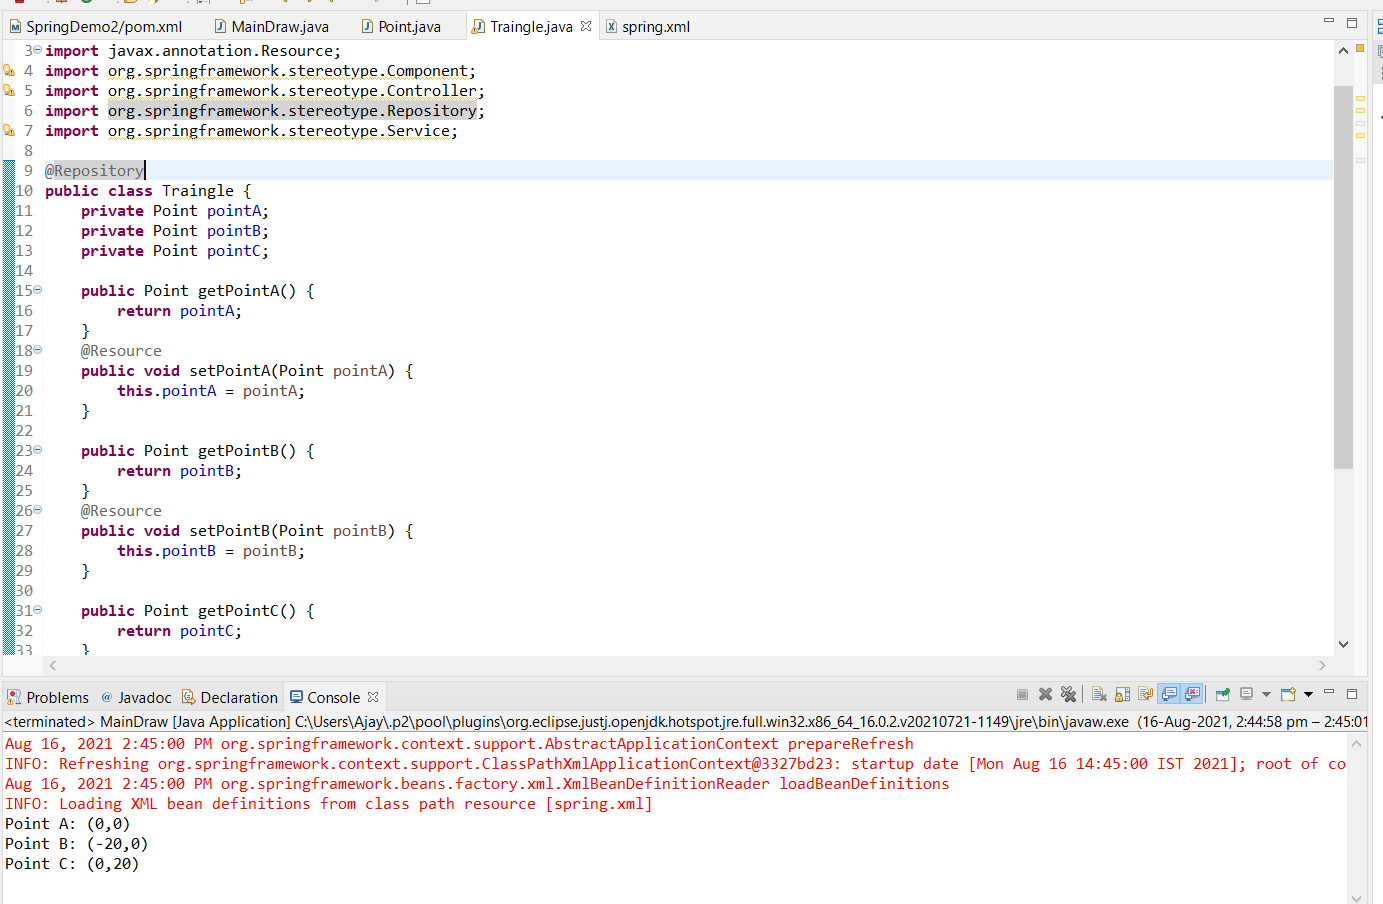 SpringDemo2/pom.xml MainDraw.java Point.java Traingle.java spring.xml
3 import javax.annotation.Resource;
4 import org.springframework.stereotype.Component;
5 import org.springframework.stereotype.Controller;
6 import org.springframework.stereotype.Repository;
7 import org.springframework.stereotype.Service;
8
9 @Repository
10 public class Traingle {
11 private Point pointA;
12 private Point pointB;
13 private Point pointC;
14
15 public Point getPointA() {
16 return pointA;
17 }
18 @Resource
19 public void setPointA(Point pointA) {
20 this.pointA = pointA;
21 }
22
23 public Point getPointB() {
24 return pointB;
25 }
26 @Resource
27 public void setPointB(Point pointB) {
28 this.pointB = pointB;
29 }
30
31 public Point getPointC() {
32 return pointC;
33 }
Problems @ Javadoc Declaration Console
<terminated> MainDraw [Java Application] C:\Users\Ajay\.p2\pool\plugins\org.eclipse.justj.openjdk.hotspot.jre.full.win32.x86_64_16.0.2.v20210721-1149\jre\bin\javaw.exe (16-Aug-2021, 2:44:58 pm – 2:45:01
Aug 16, 2021 2:45:00 PM org.springframework.context.support.AbstractApplicationContext prepareRefresh
INFO: Refreshing org.springframework.context.support.ClassPathXmlApplicationContext@3327bd23: startup date [Mon Aug 16 14:45:00 IST 2021]; root of co
Aug 16, 2021 2:45:00 PM org.springframework.beans.factory.xml.XmlBeanDefinitionReader loadBeanDefinitions
INFO: Loading XML bean definitions from class path resource [spring.xml]
Point A: (0,0)
Point B: (-20,0)
Point C: (0,20)